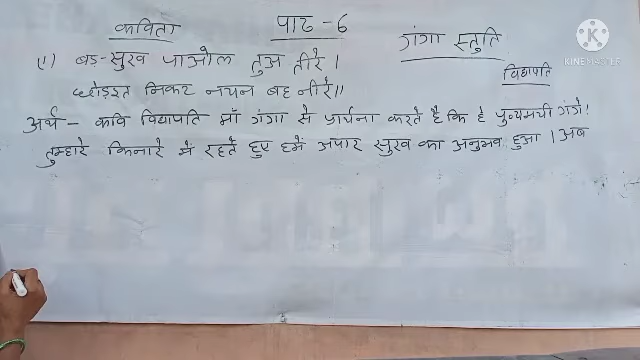 कविता पाठ -6 गंगा स्तुति
१) बड़-सुख पाओल तुअ तीरे। विद्यापति
छोड़इत निकट नयन बह नीरे॥
अर्थ - कवि विद्यापति माँ गंगा से प्रार्थना करते है कि हे पुण्यमयी गंगे!
तुम्हारे किनारे में रहते हुए हमें अपार सुख का अनुभव हुआ । अब
KINEMASTER